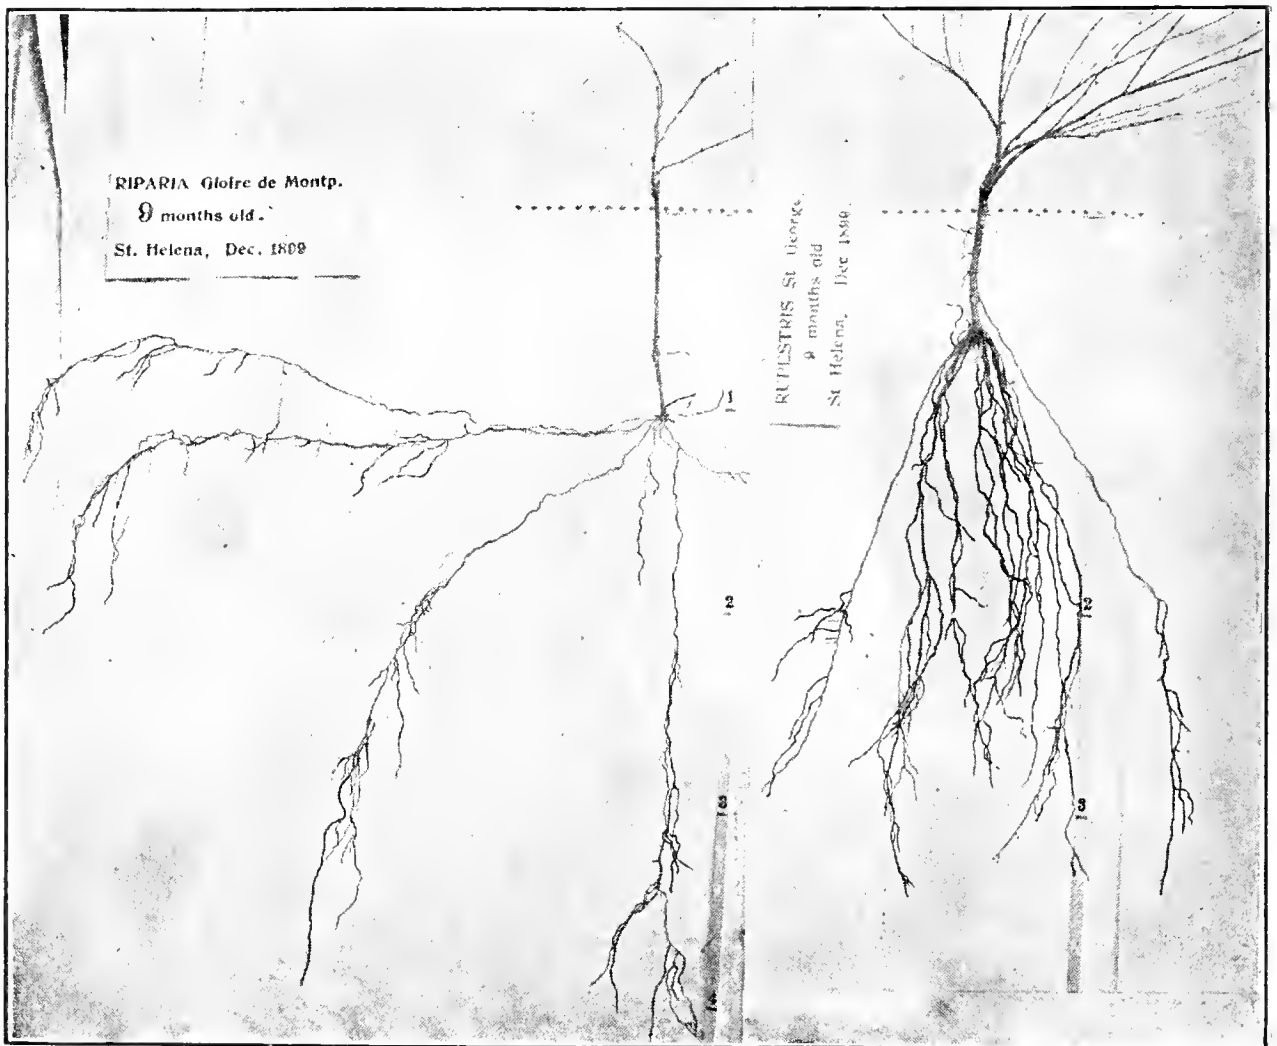 RIPARIA Gloire de Montp.
9 months old.
St. Helena, Dec. 1899
RUPESTRIS St George.
9 months old
St Helena, Dec 1899.
1
2
3
2
3